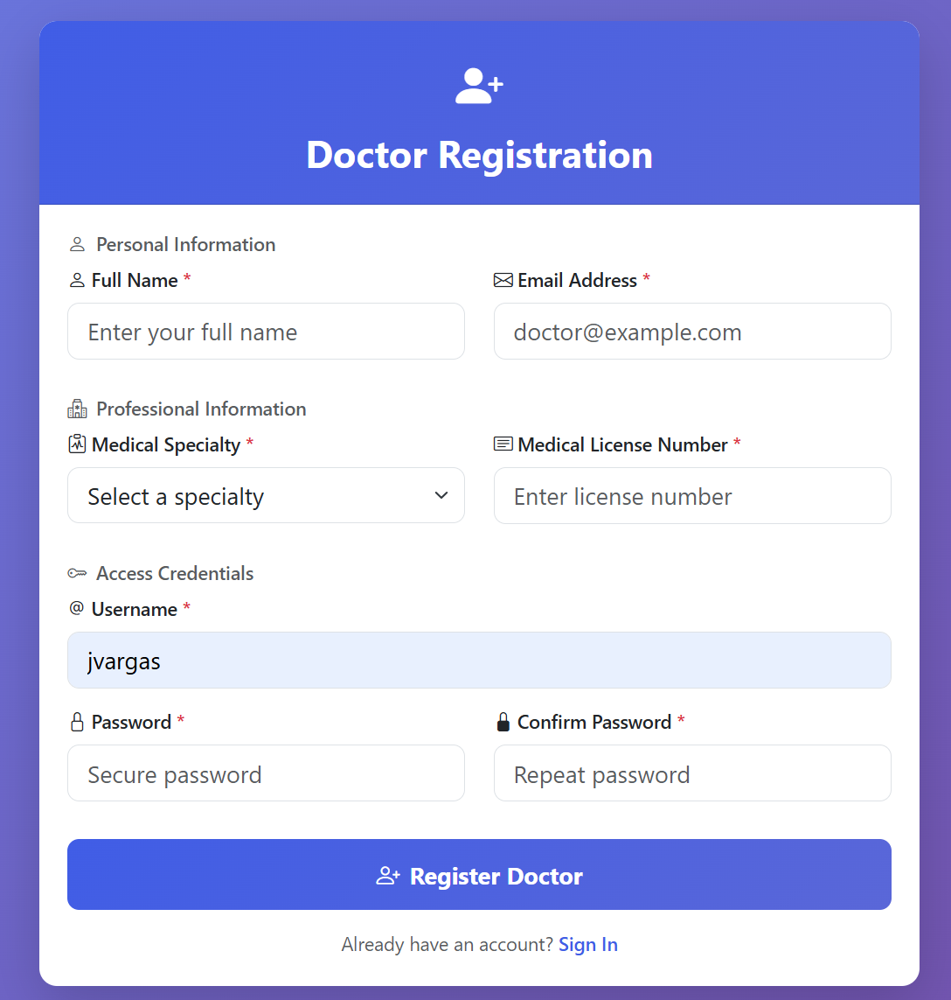 Doctor Registration
Personal Information
Full Name *
Email Address *
Enter your full name
doctor@example.com
Professional Information
Medical Specialty *
Medical License Number *
Select a specialty
Enter license number
Access Credentials
@ Username *
jvargas
Password *
Confirm Password *
Secure password
Repeat password
Register Doctor
Already have an account? Sign In